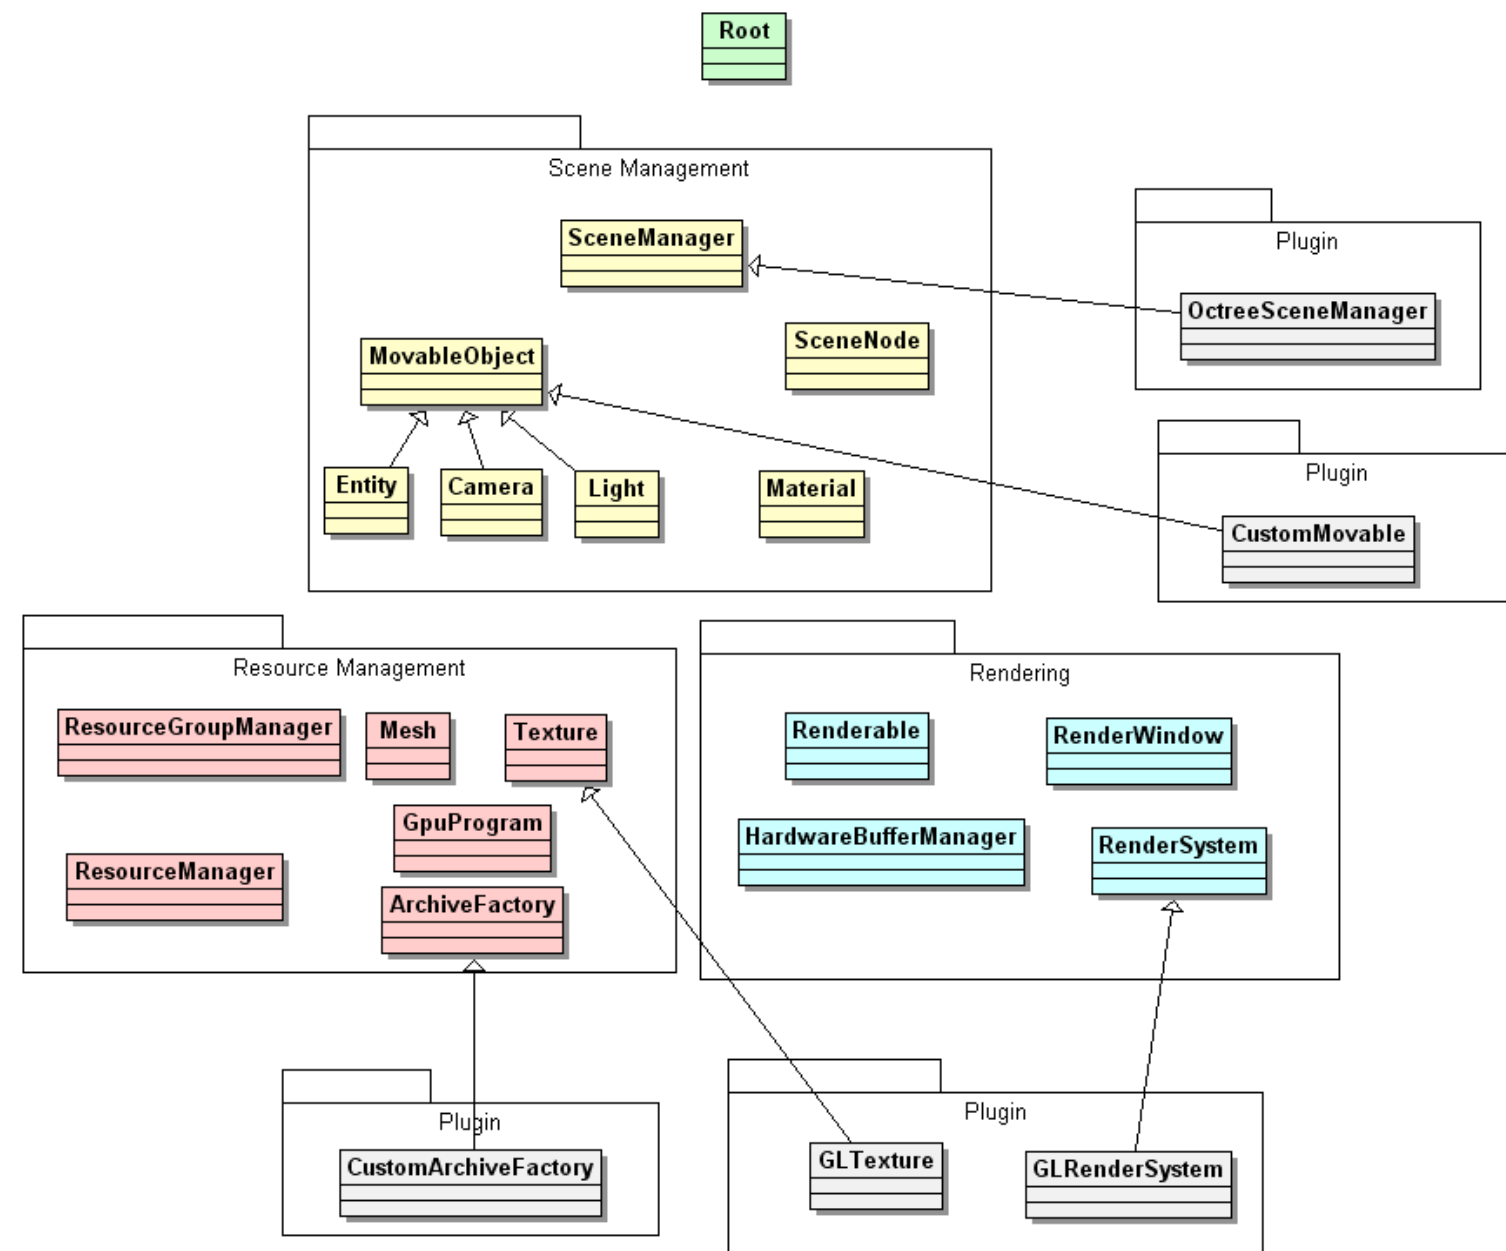 Root
Scene Management
SceneManager
Plugin
OctreeSceneManager
SceneNode
MovableObject
Plugin
Entity
Camera
Light
Material
CustomMovable
Resource Management
Rendering
ResourceGroupManager
Mesh
Texture
Renderable
RenderWindow
GpuProgram
HardwareBufferManager
RenderSystem
ResourceManager
ArchiveFactory
Plugin
CustomArchiveFactory
Plugin
GLTexture
GLRenderSystem